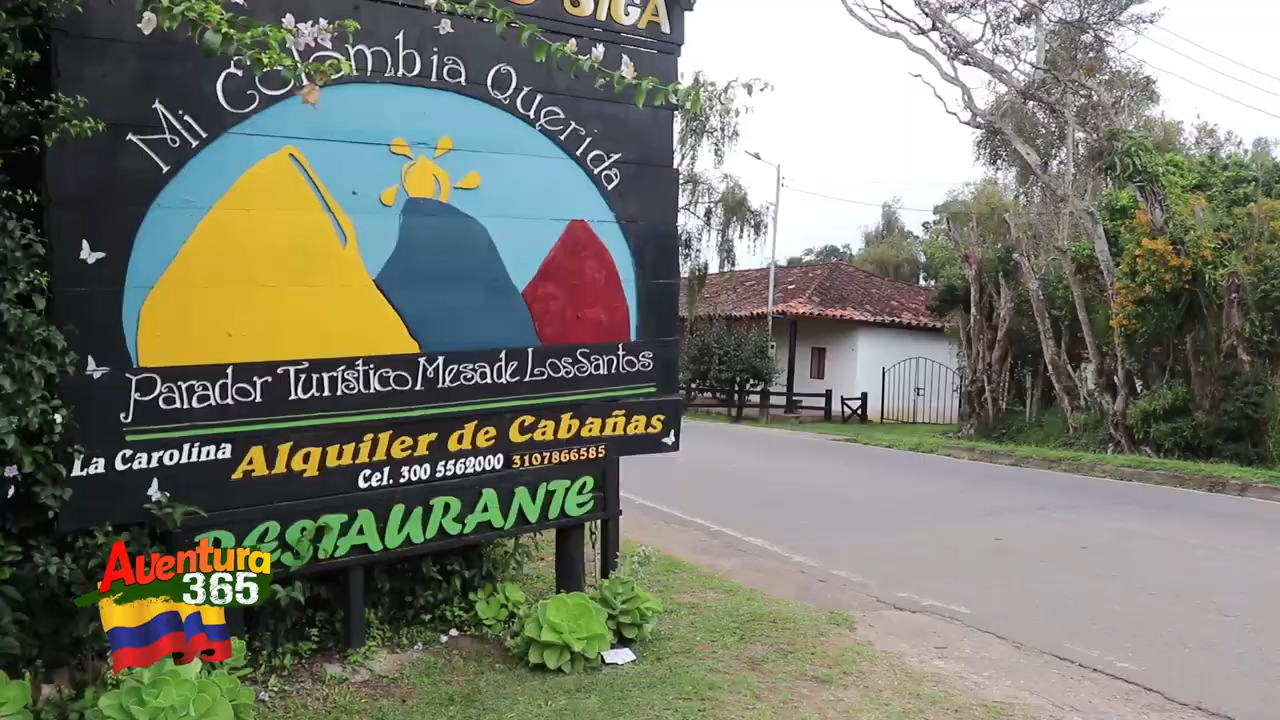 SIGA
Mi Colombia Querida
Parador Turístico Mesa de Los Santos
La Carolina Alquiler de Cabañas
Cel. 300 5562000 3107866585
RESTAURANTE
Aventura
365